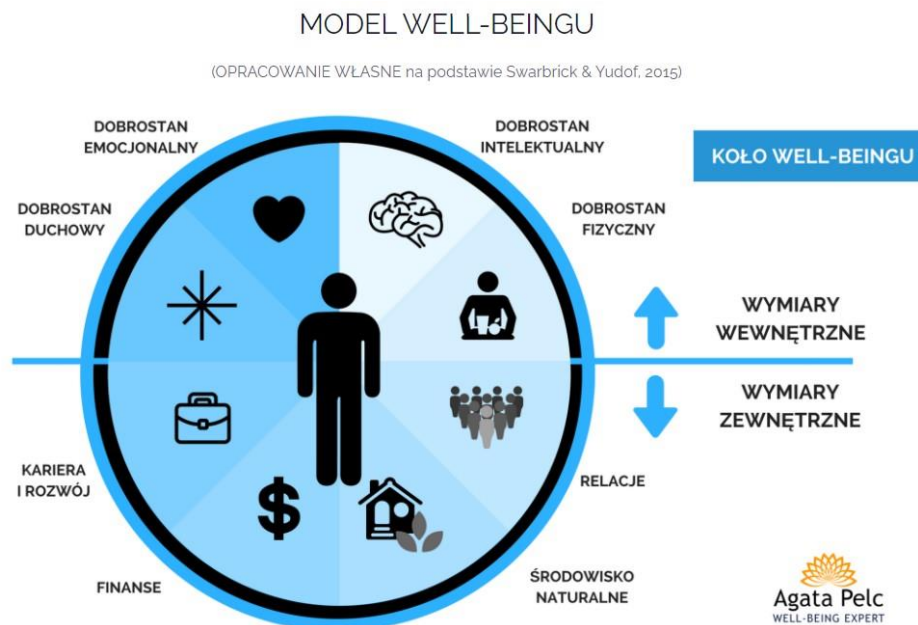 MODEL WELL-BEINGU
(OPRACOWANIE WŁASNE na podstawie Swarbrick & Yudof, 2015)
DOBROSTAN
EMOCJONALNY
DOBROSTAN
INTELEKTUALNY
KOŁO WELL-BEINGU
DOBROSTAN
DUCHOWY
DOBROSTAN
FIZYCZNY
WYMIARY
WEWNĘTRZNE
WYMIARY
ZEWNĘTRZNE
KARIERA
I ROZWÓJ
RELACJE
$
FINANSE
ŚRODOWISKO
NATURALNE
Agata Pelc
WELL-BEING EXPERT